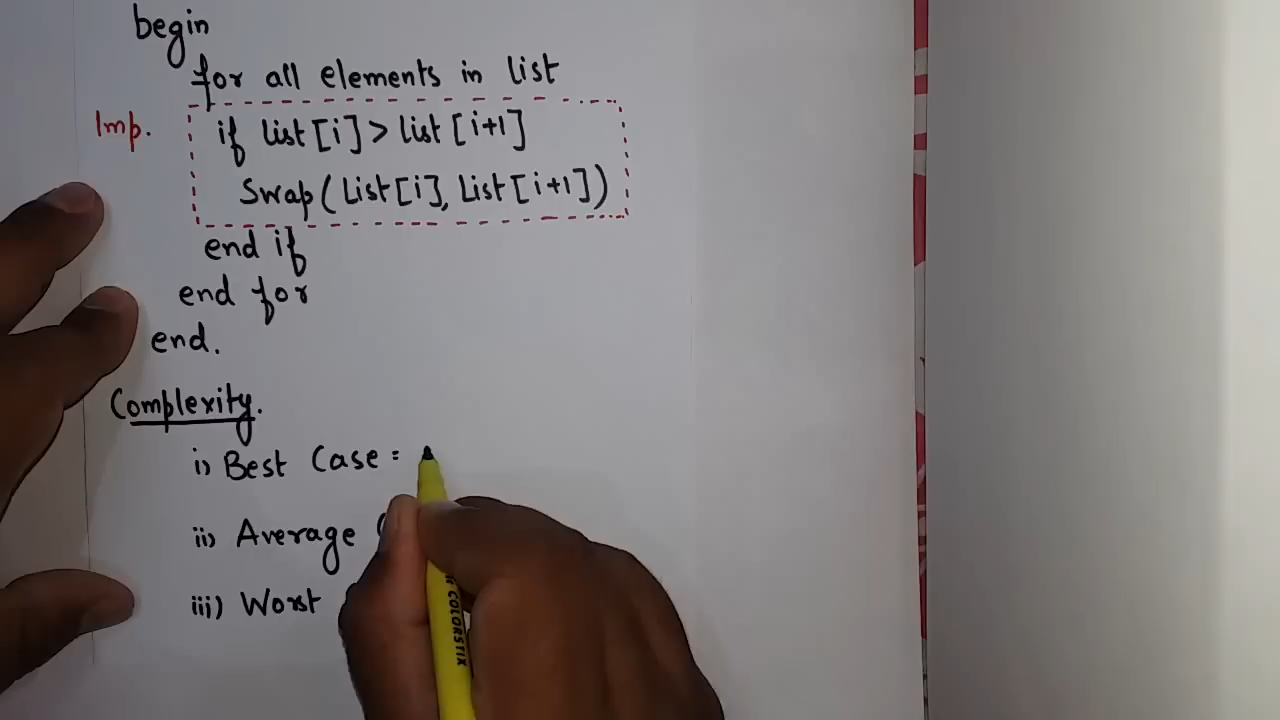 begin
for all elements in list
Imp.
if list[i] > list[i+1]
Swap(List[i], List[i+1])
end if
end for
end.
Complexity.
i) Best Case =
ii) Average
iii) Worst
COLORSTIX